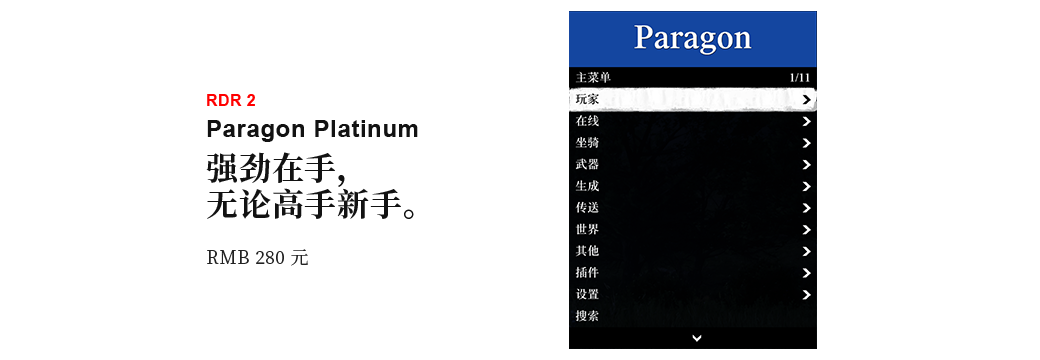 RDR 2
Paragon Platinum
强劲在手，
无论高手新手。
RMB 280 元
Paragon
主菜单 1/11
玩家
在线
坐骑
武器
生成
传送
世界
其他
插件
设置
搜索